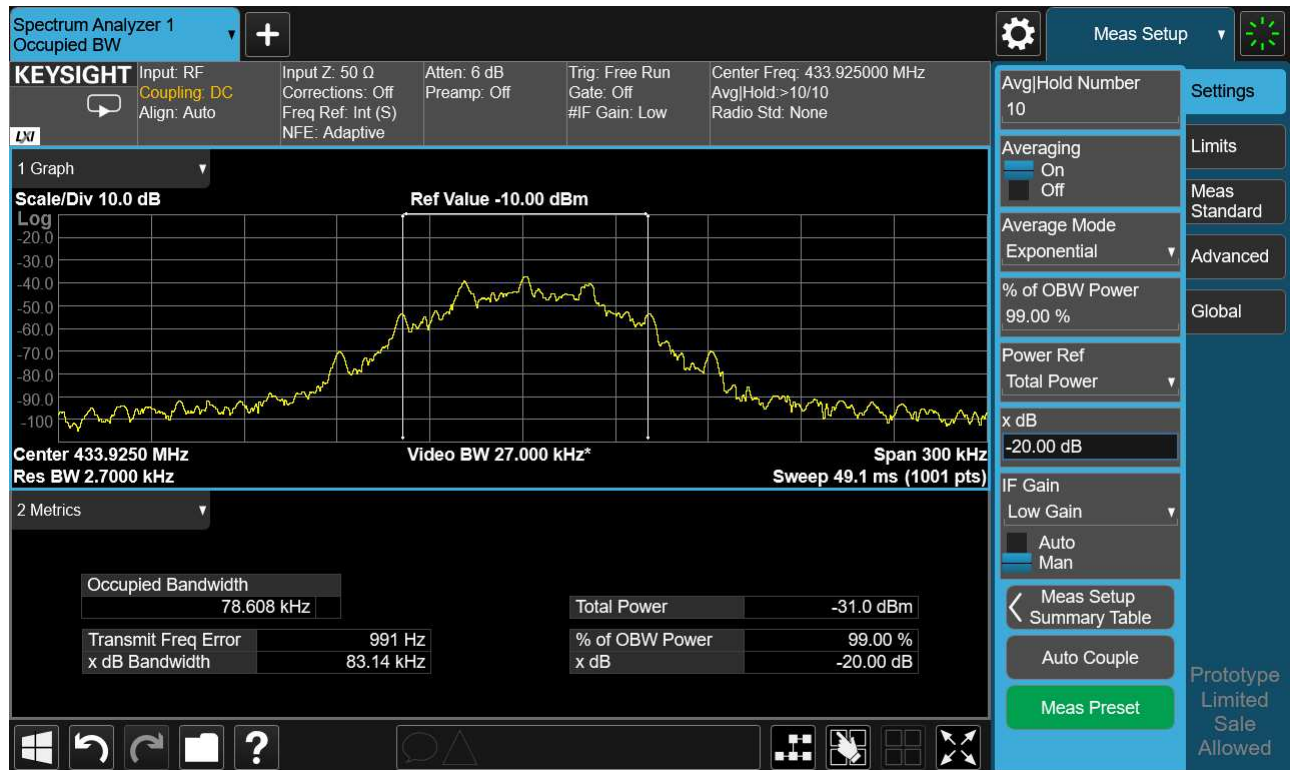 Spectrum Analyzer 1
Occupied BW
Meas Setup
KEYSIGHT
LXI
Input: RF
Coupling: DC
Align: Auto
Input Z: 50 Ω
Corrections: Off
Freq Ref: Int (S)
NFE: Adaptive
Atten: 6 dB
Preamp: Off
Trig: Free Run
Gate: Off
#IF Gain: Low
Center Freq: 433.925000 MHz
Avg|Hold:>10/10
Radio Std: None
1 Graph
Scale/Div 10.0 dB
Ref Value -10.00 dBm
Log
-20.0
-30.0
-40.0
-50.0
-60.0
-70.0
-80.0
-90.0
-100
Center 433.9250 MHz
Video BW 27.000 kHz*
Span 300 kHz
Res BW 2.7000 kHz
Sweep 49.1 ms (1001 pts)
2 Metrics
Occupied Bandwidth
78.608 kHz
Total Power -31.0 dBm
Transmit Freq Error 991 Hz
% of OBW Power 99.00 %
x dB Bandwidth 83.14 kHz
x dB -20.00 dB
?
Avg|Hold Number
10
Averaging
On
Off
Average Mode
Exponential
% of OBW Power
99.00 %
Power Ref
Total Power
x dB
-20.00 dB
IF Gain
Low Gain
Auto
Man
Meas Setup
Summary Table
Auto Couple
Meas Preset
Settings
Limits
Meas
Standard
Advanced
Global
Prototype
Limited
Sale
Allowed